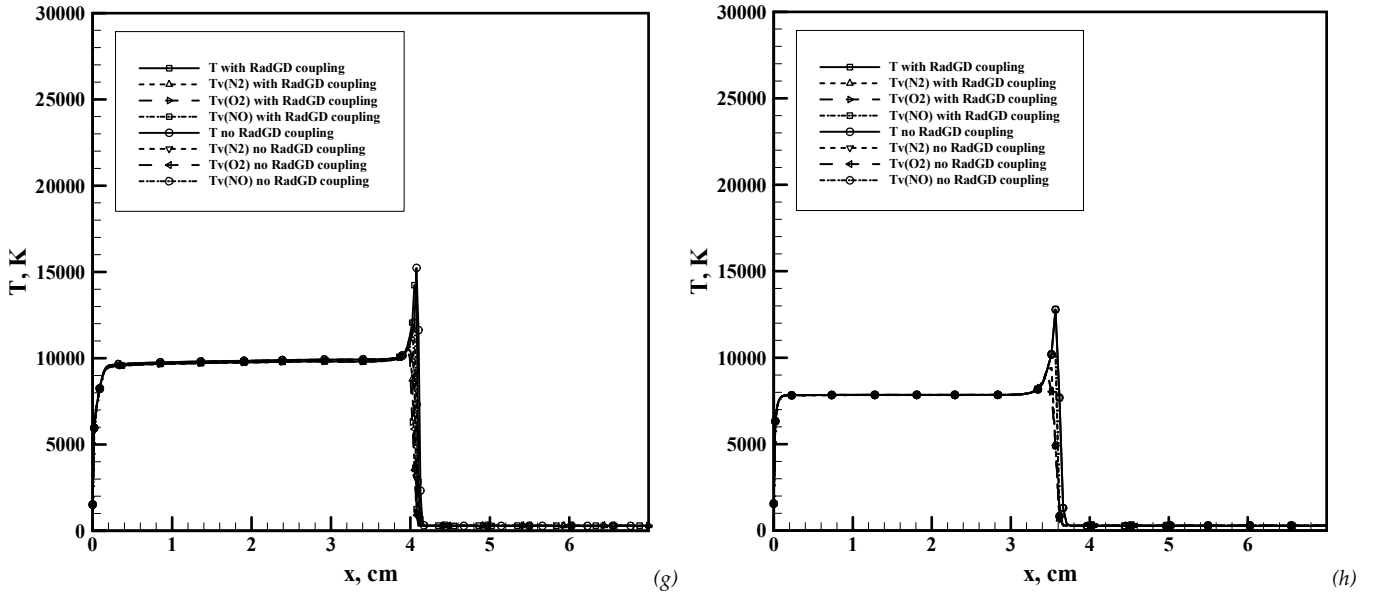 30000
25000
20000
15000
10000
5000
0
T, K
T with RadGD coupling
Tv(N2) with RadGD coupling
Tv(O2) with RadGD coupling
Tv(NO) with RadGD coupling
T no RadGD coupling
Tv(N2) no RadGD coupling
Tv(O2) no RadGD coupling
Tv(NO) no RadGD coupling
0 1 2 3 4 5 6
x, cm
(g)
30000
25000
20000
15000
10000
5000
0
T, K
T with RadGD coupling
Tv(N2) with RadGD coupling
Tv(O2) with RadGD coupling
Tv(NO) with RadGD coupling
T no RadGD coupling
Tv(N2) no RadGD coupling
Tv(O2) no RadGD coupling
Tv(NO) no RadGD coupling
0 1 2 3 4 5 6
x, cm
(h)